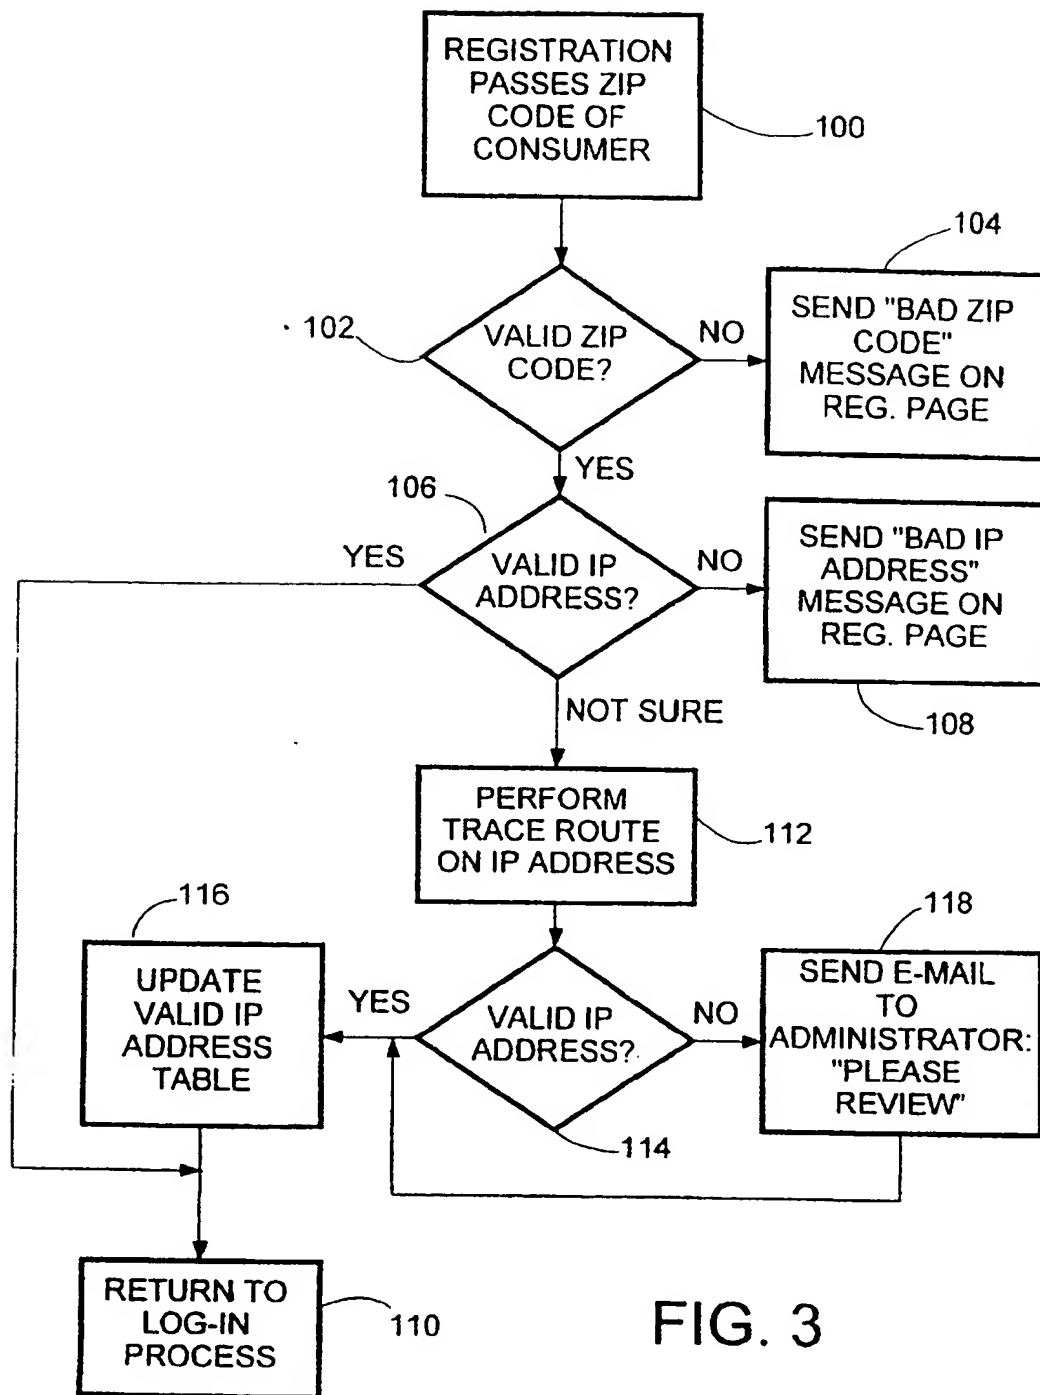 REGISTRATION
PASSES ZIP
CODE OF
CONSUMER
100
104
102
VALID ZIP
CODE?
NO
SEND "BAD ZIP
CODE"
MESSAGE ON
REG. PAGE
YES
106
YES
VALID IP
ADDRESS?
NO
SEND "BAD IP
ADDRESS"
MESSAGE ON
REG. PAGE
108
NOT SURE
PERFORM
TRACE ROUTE
ON IP ADDRESS
112
116
118
UPDATE
VALID IP
ADDRESS
TABLE
YES
VALID IP
ADDRESS?
NO
SEND E-MAIL
TO
ADMINISTRATOR:
"PLEASE
REVIEW"
114
RETURN TO
LOG-IN
PROCESS
110
FIG. 3